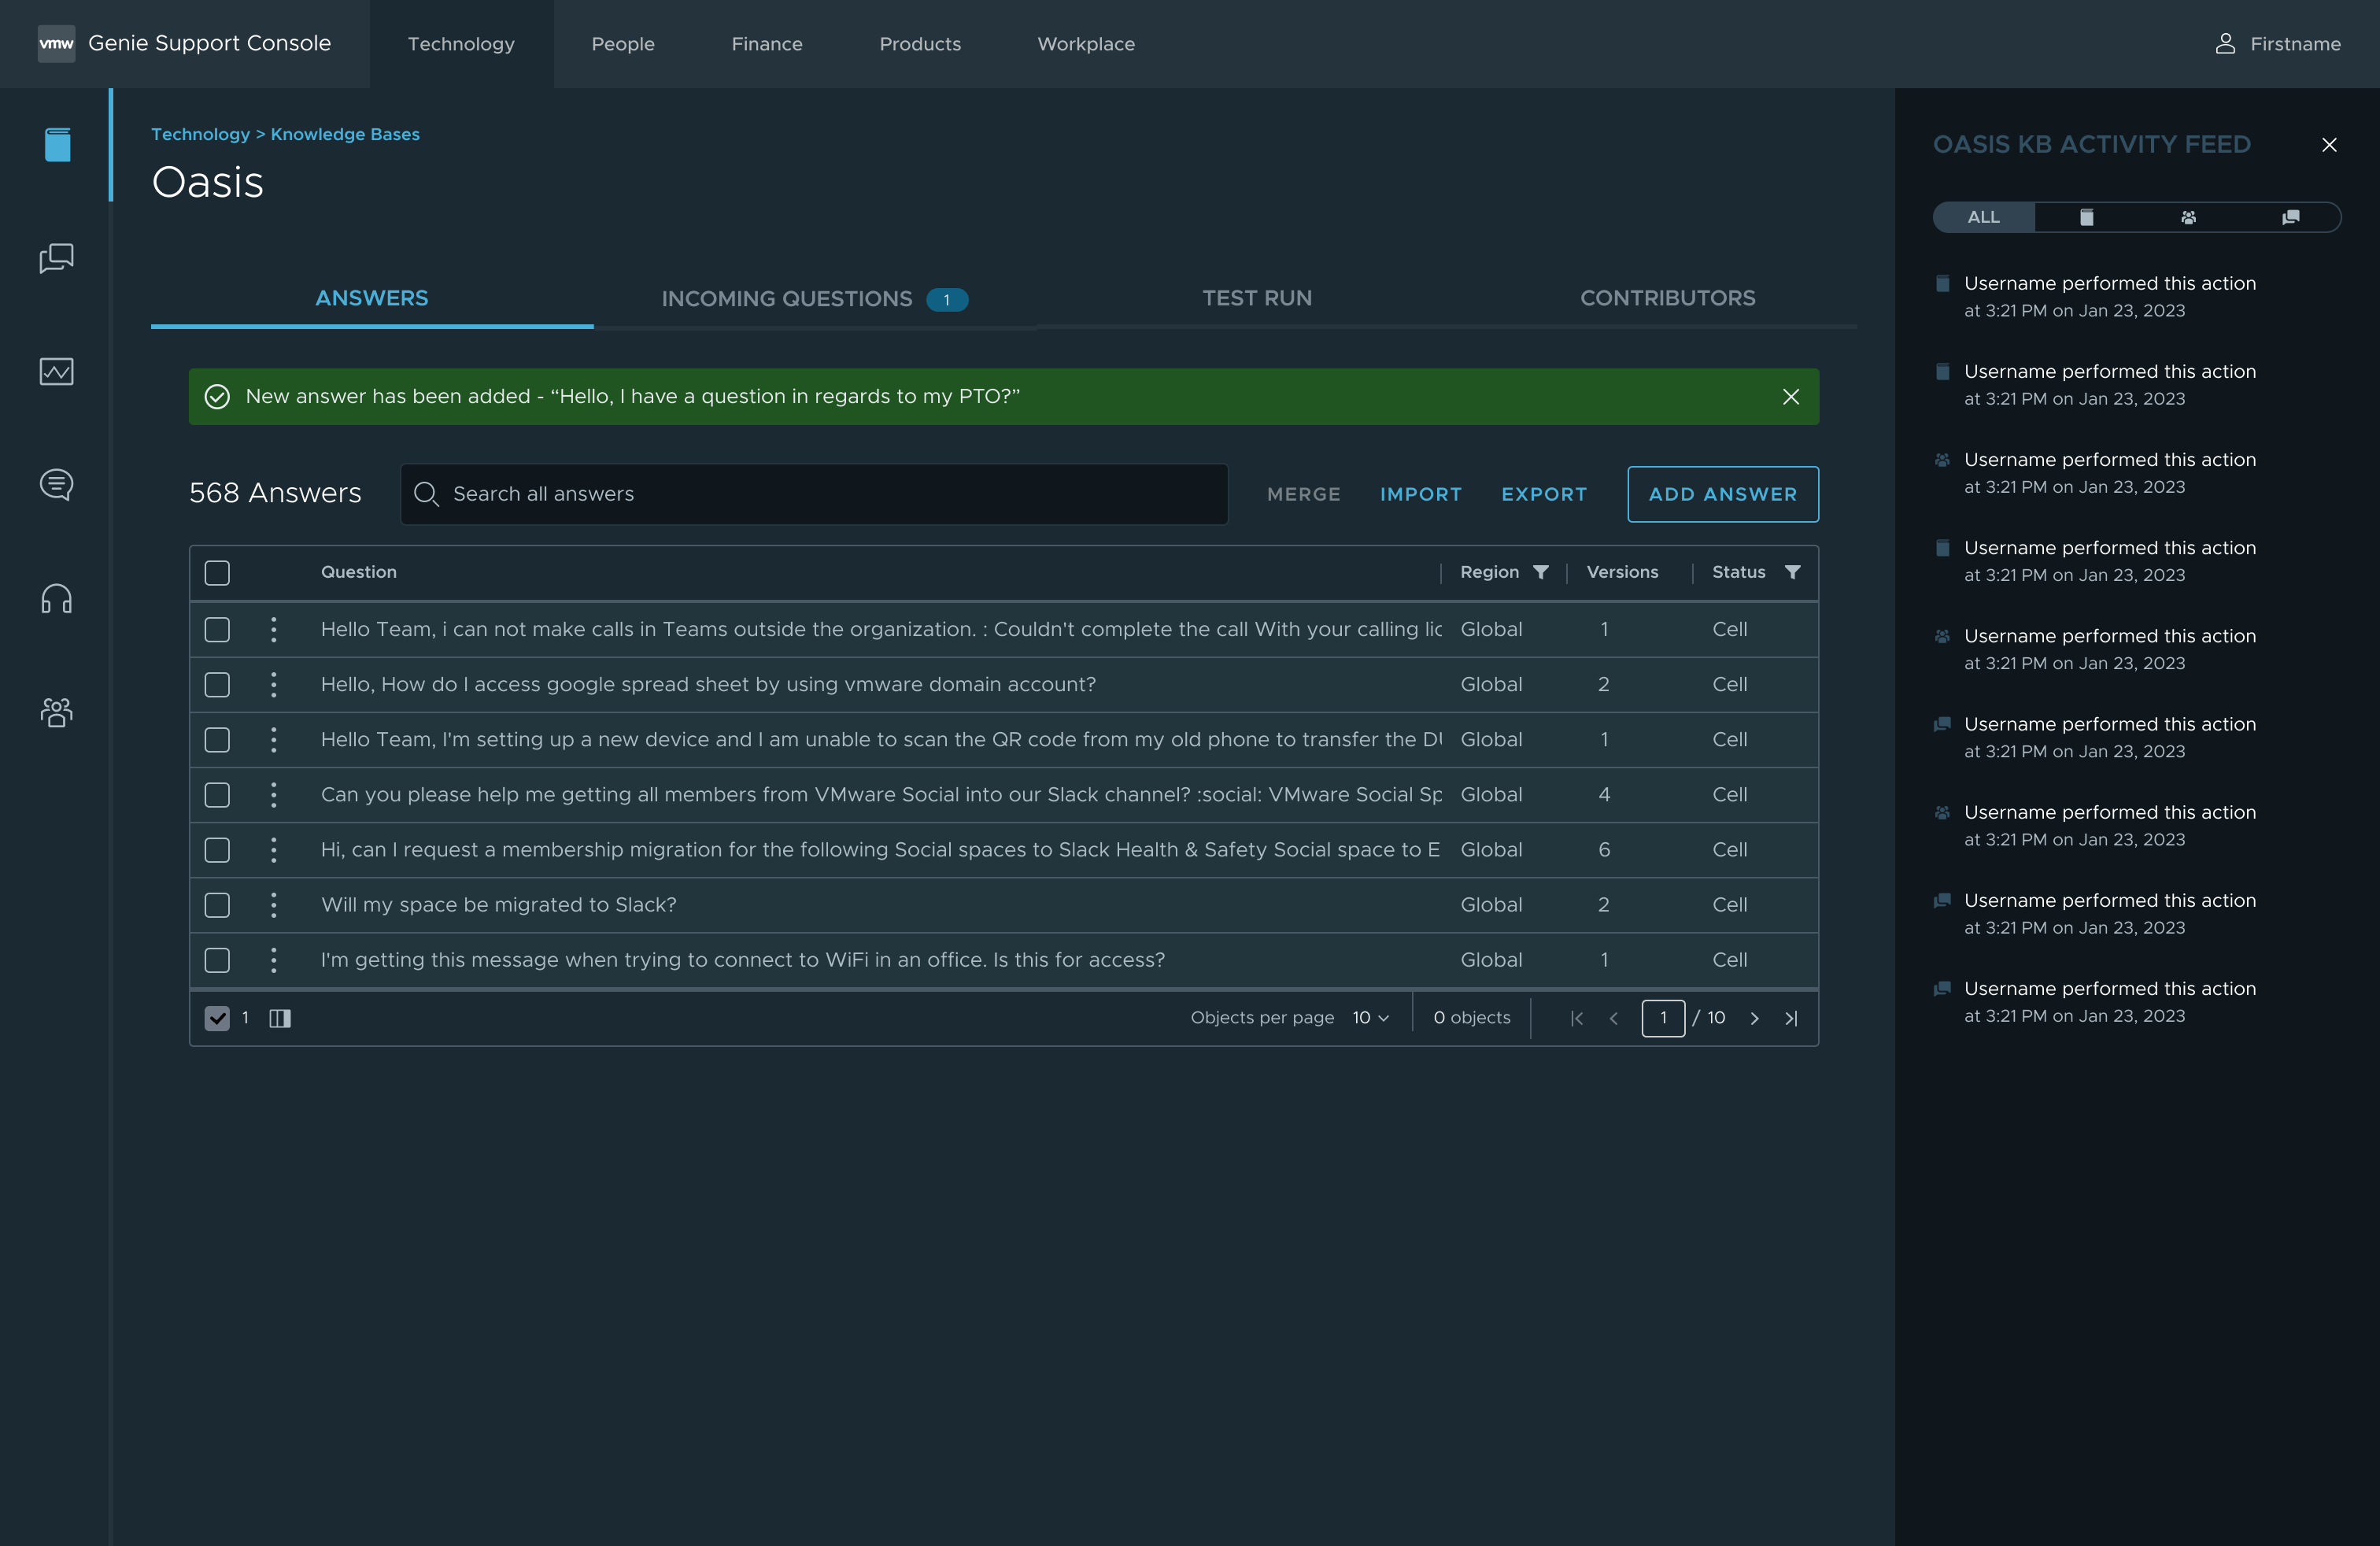 vmw Genie Support Console Technology People Finance Products Workplace Firstname
Technology > Knowledge Bases
Oasis
ANSWERS INCOMING QUESTIONS 1 TEST RUN CONTRIBUTORS
New answer has been added - “Hello, I have a question in regards to my PTO?”
568 Answers Search all answers MERGE IMPORT EXPORT ADD ANSWER
Question Region Versions Status
Hello Team, i can not make calls in Teams outside the organization. : Couldn't complete the call With your calling lic Global 1 Cell
Hello, How do I access google spread sheet by using vmware domain account? Global 2 Cell
Hello Team, I'm setting up a new device and I am unable to scan the QR code from my old phone to transfer the DU Global 1 Cell
Can you please help me getting all members from VMware Social into our Slack channel? :social: VMware Social Sp Global 4 Cell
Hi, can I request a membership migration for the following Social spaces to Slack Health & Safety Social space to E Global 6 Cell
Will my space be migrated to Slack? Global 2 Cell
I'm getting this message when trying to connect to WiFi in an office. Is this for access? Global 1 Cell
1 Objects per page 10 0 objects 1 / 10
OASIS KB ACTIVITY FEED
ALL
Username performed this action
at 3:21 PM on Jan 23, 2023
Username performed this action
at 3:21 PM on Jan 23, 2023
Username performed this action
at 3:21 PM on Jan 23, 2023
Username performed this action
at 3:21 PM on Jan 23, 2023
Username performed this action
at 3:21 PM on Jan 23, 2023
Username performed this action
at 3:21 PM on Jan 23, 2023
Username performed this action
at 3:21 PM on Jan 23, 2023
Username performed this action
at 3:21 PM on Jan 23, 2023
Username performed this action
at 3:21 PM on Jan 23, 2023